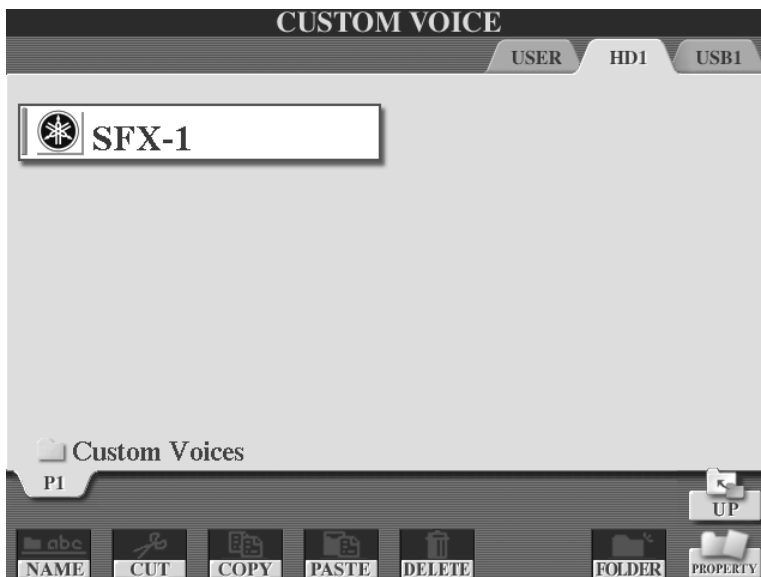 CUSTOM VOICE
USER HD1 USB1
SFX-1
Custom Voices
P1
UP
abc
NAME CUT COPY PASTE DELETE FOLDER PROPERTY